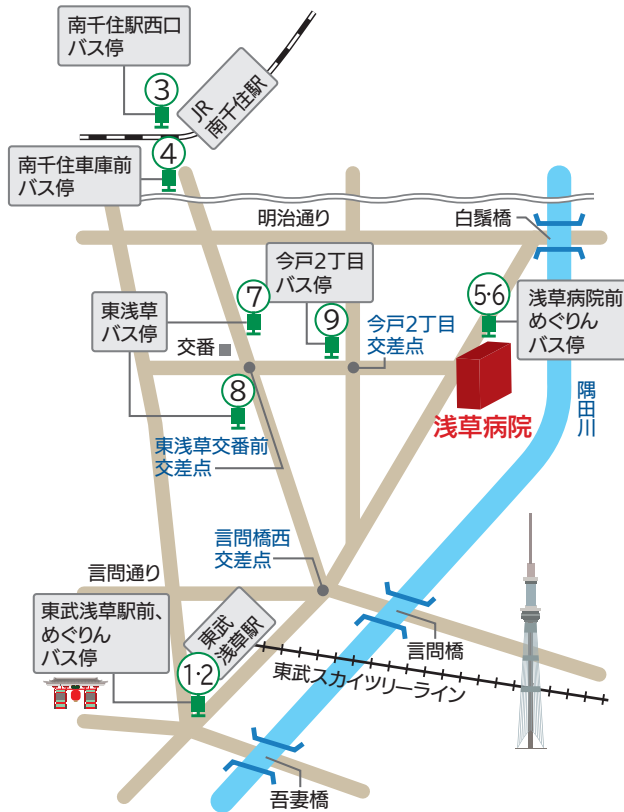 南千住駅西口
バス停
③
JR
南千住駅
④
南千住車庫前
バス停
明治通り
白鬚橋
今戸2丁目
バス停
⑦
⑨
5·6
浅草病院前
めぐりん
バス停
東浅草
バス停
今戸2丁目
交差点
交番
⑧
浅草病院
隅田川
東浅草交番前
交差点
言問橋西
交差点
言問通り
東武浅草駅前、
めぐりん
バス停
東武
浅草駅
1·2
言問橋
東武スカイツリーライン
吾妻橋